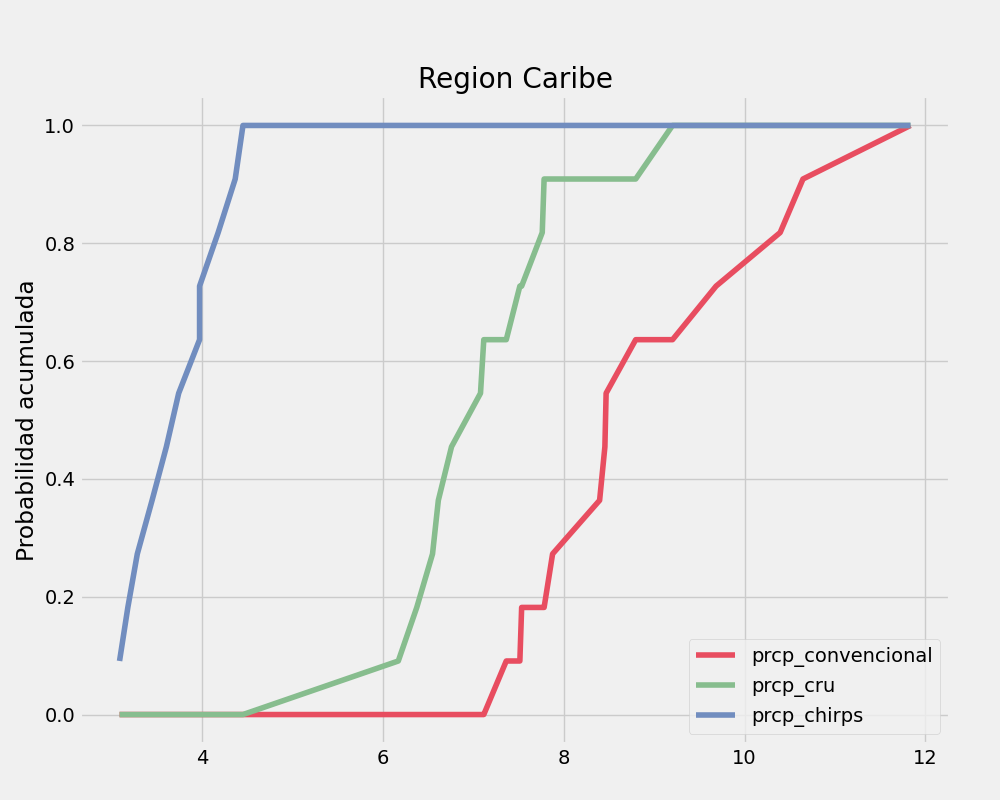 Region Caribe
Probabilidad acumulada
1.0
0.8
0.6
0.4
0.2
0.0
4
6
8
10
12
prcp_convencional
prcp_cru
prcp_chirps